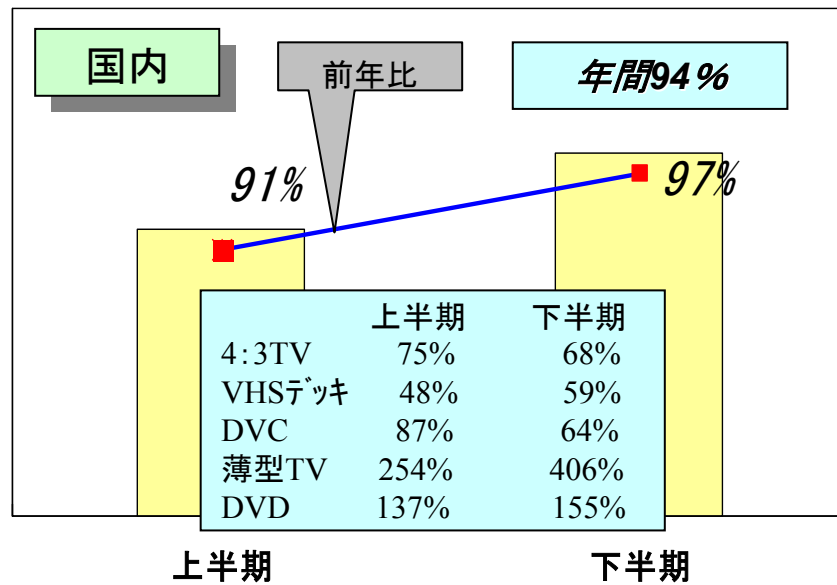 国内
前年比
年間94%
91%
97%
上半期 下半期
4:3TV 75% 68%
VHSﾃﾞｯｷ 48% 59%
DVC 87% 64%
薄型TV 254% 406%
DVD 137% 155%
上半期 下半期